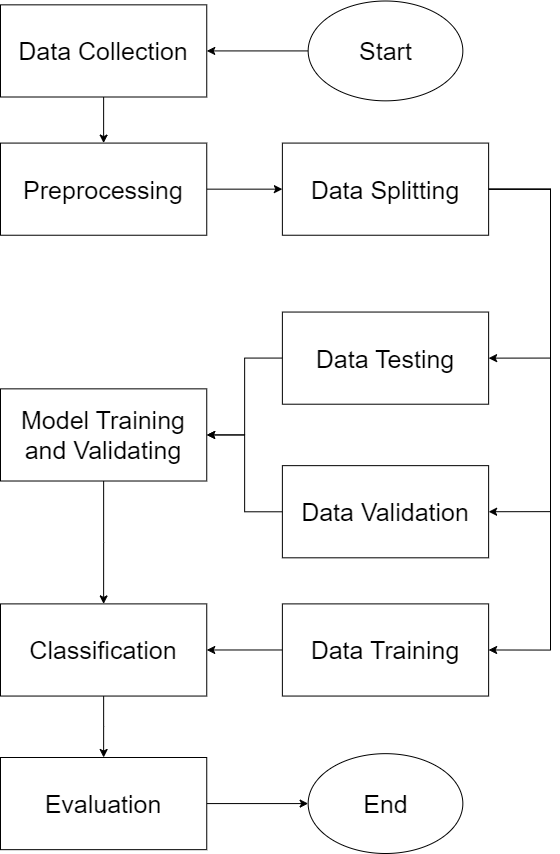 Start
Data Collection
Preprocessing
Data Splitting
Data Testing
Model Training
and Validating
Data Validation
Classification
Data Training
Evaluation
End